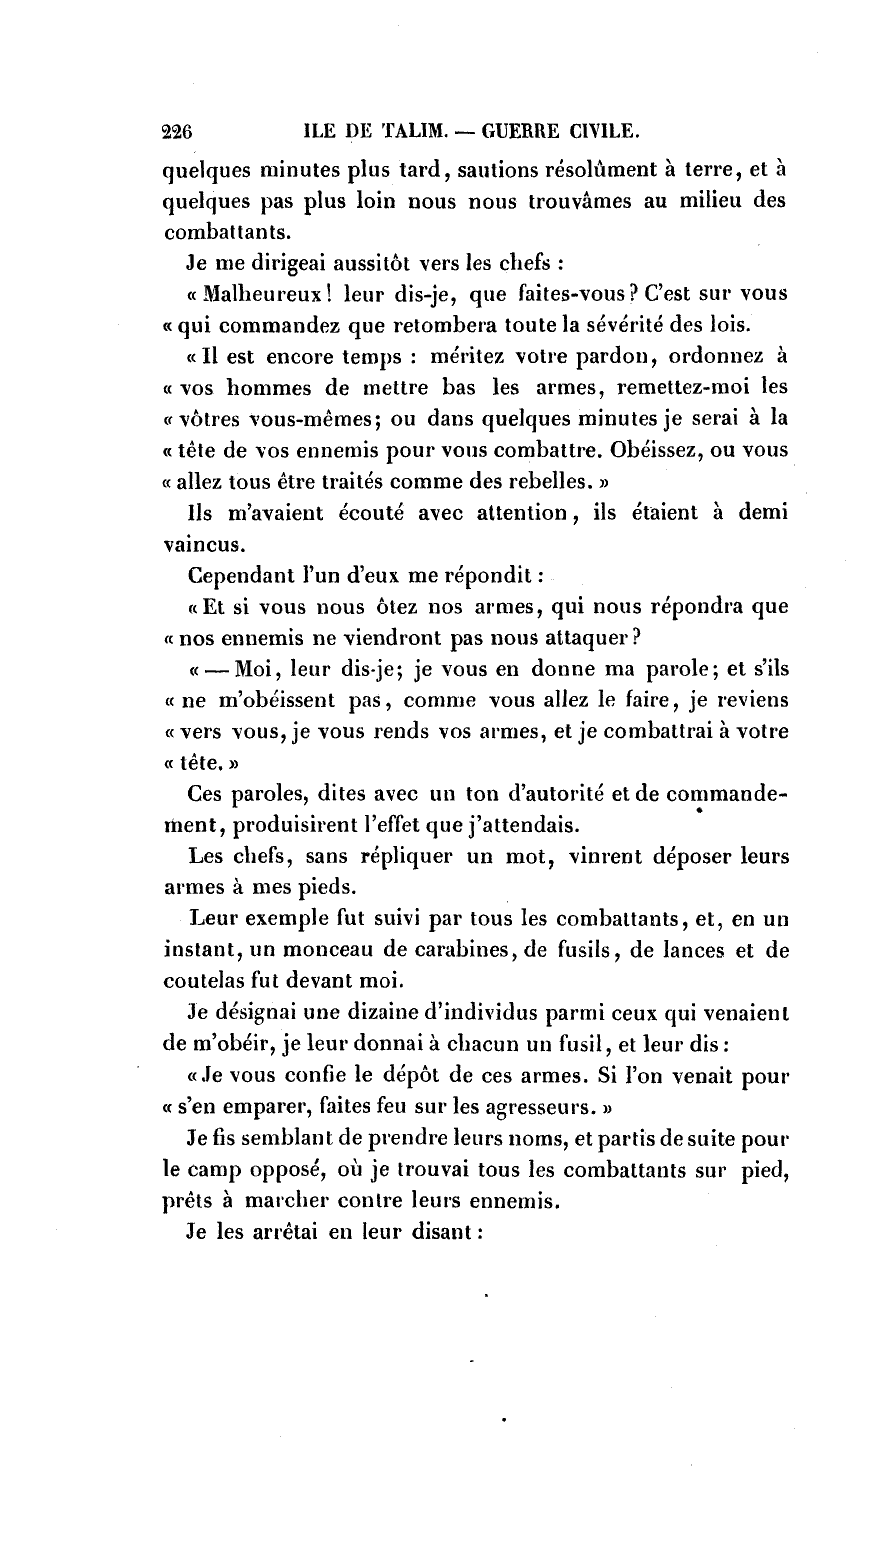 226 ILE DE TALIM. — GUERRE CIVILE.
quelques minutes plus tard, sautions résolûment à terre, et à
quelques pas plus loin nous nous trouvâmes au milieu des
combattants.
Je me dirigeai aussitôt vers les chefs :
« Malheureux! leur dis-je, que faites-vous? C'est sur vous
« qui commandez que retombera toute la sévérité des lois.
« Il est encore temps : méritez votre pardon, ordonnez à
« vos hommes de mettre bas les armes, remettez-moi les
« vôtres vous-mêmes; ou dans quelques minutes je serai à la
« tête de vos ennemis pour vous combattre. Obéissez, ou vous
« allez tous être traités comme des rebelles. »
Ils m'avaient écouté avec attention, ils étaient à demi
vaincus.
Cependant l'un d'eux me répondit :
« Et si vous nous ôtez nos armes, qui nous répondra que
« nos ennemis ne viendront pas nous attaquer?
« — Moi, leur dis-je; je vous en donne ma parole; et s'ils
« ne m'obéissent pas, comme vous allez le faire, je reviens
« vers vous, je vous rends vos armes, et je combattrai à votre
« tête. »
Ces paroles, dites avec un ton d'autorité et de commande-
ment, produisirent l'effet que j'attendais.
Les chefs, sans répliquer un mot, vinrent déposer leurs
armes à mes pieds.
Leur exemple fut suivi par tous les combattants, et, en un
instant, un monceau de carabines, de fusils, de lances et de
coutelas fut devant moi.
Je désignai une dizaine d'individus parmi ceux qui venaient
de m'obéir, je leur donnai à chacun un fusil, et leur dis :
« Je vous confie le dépôt de ces armes. Si l'on venait pour
« s'en emparer, faites feu sur les agresseurs. »
Je fis semblant de prendre leurs noms, et partis de suite pour
le camp opposé, où je trouvai tous les combattants sur pied,
prêts à marcher contre leurs ennemis.
Je les arrêtai en leur disant :